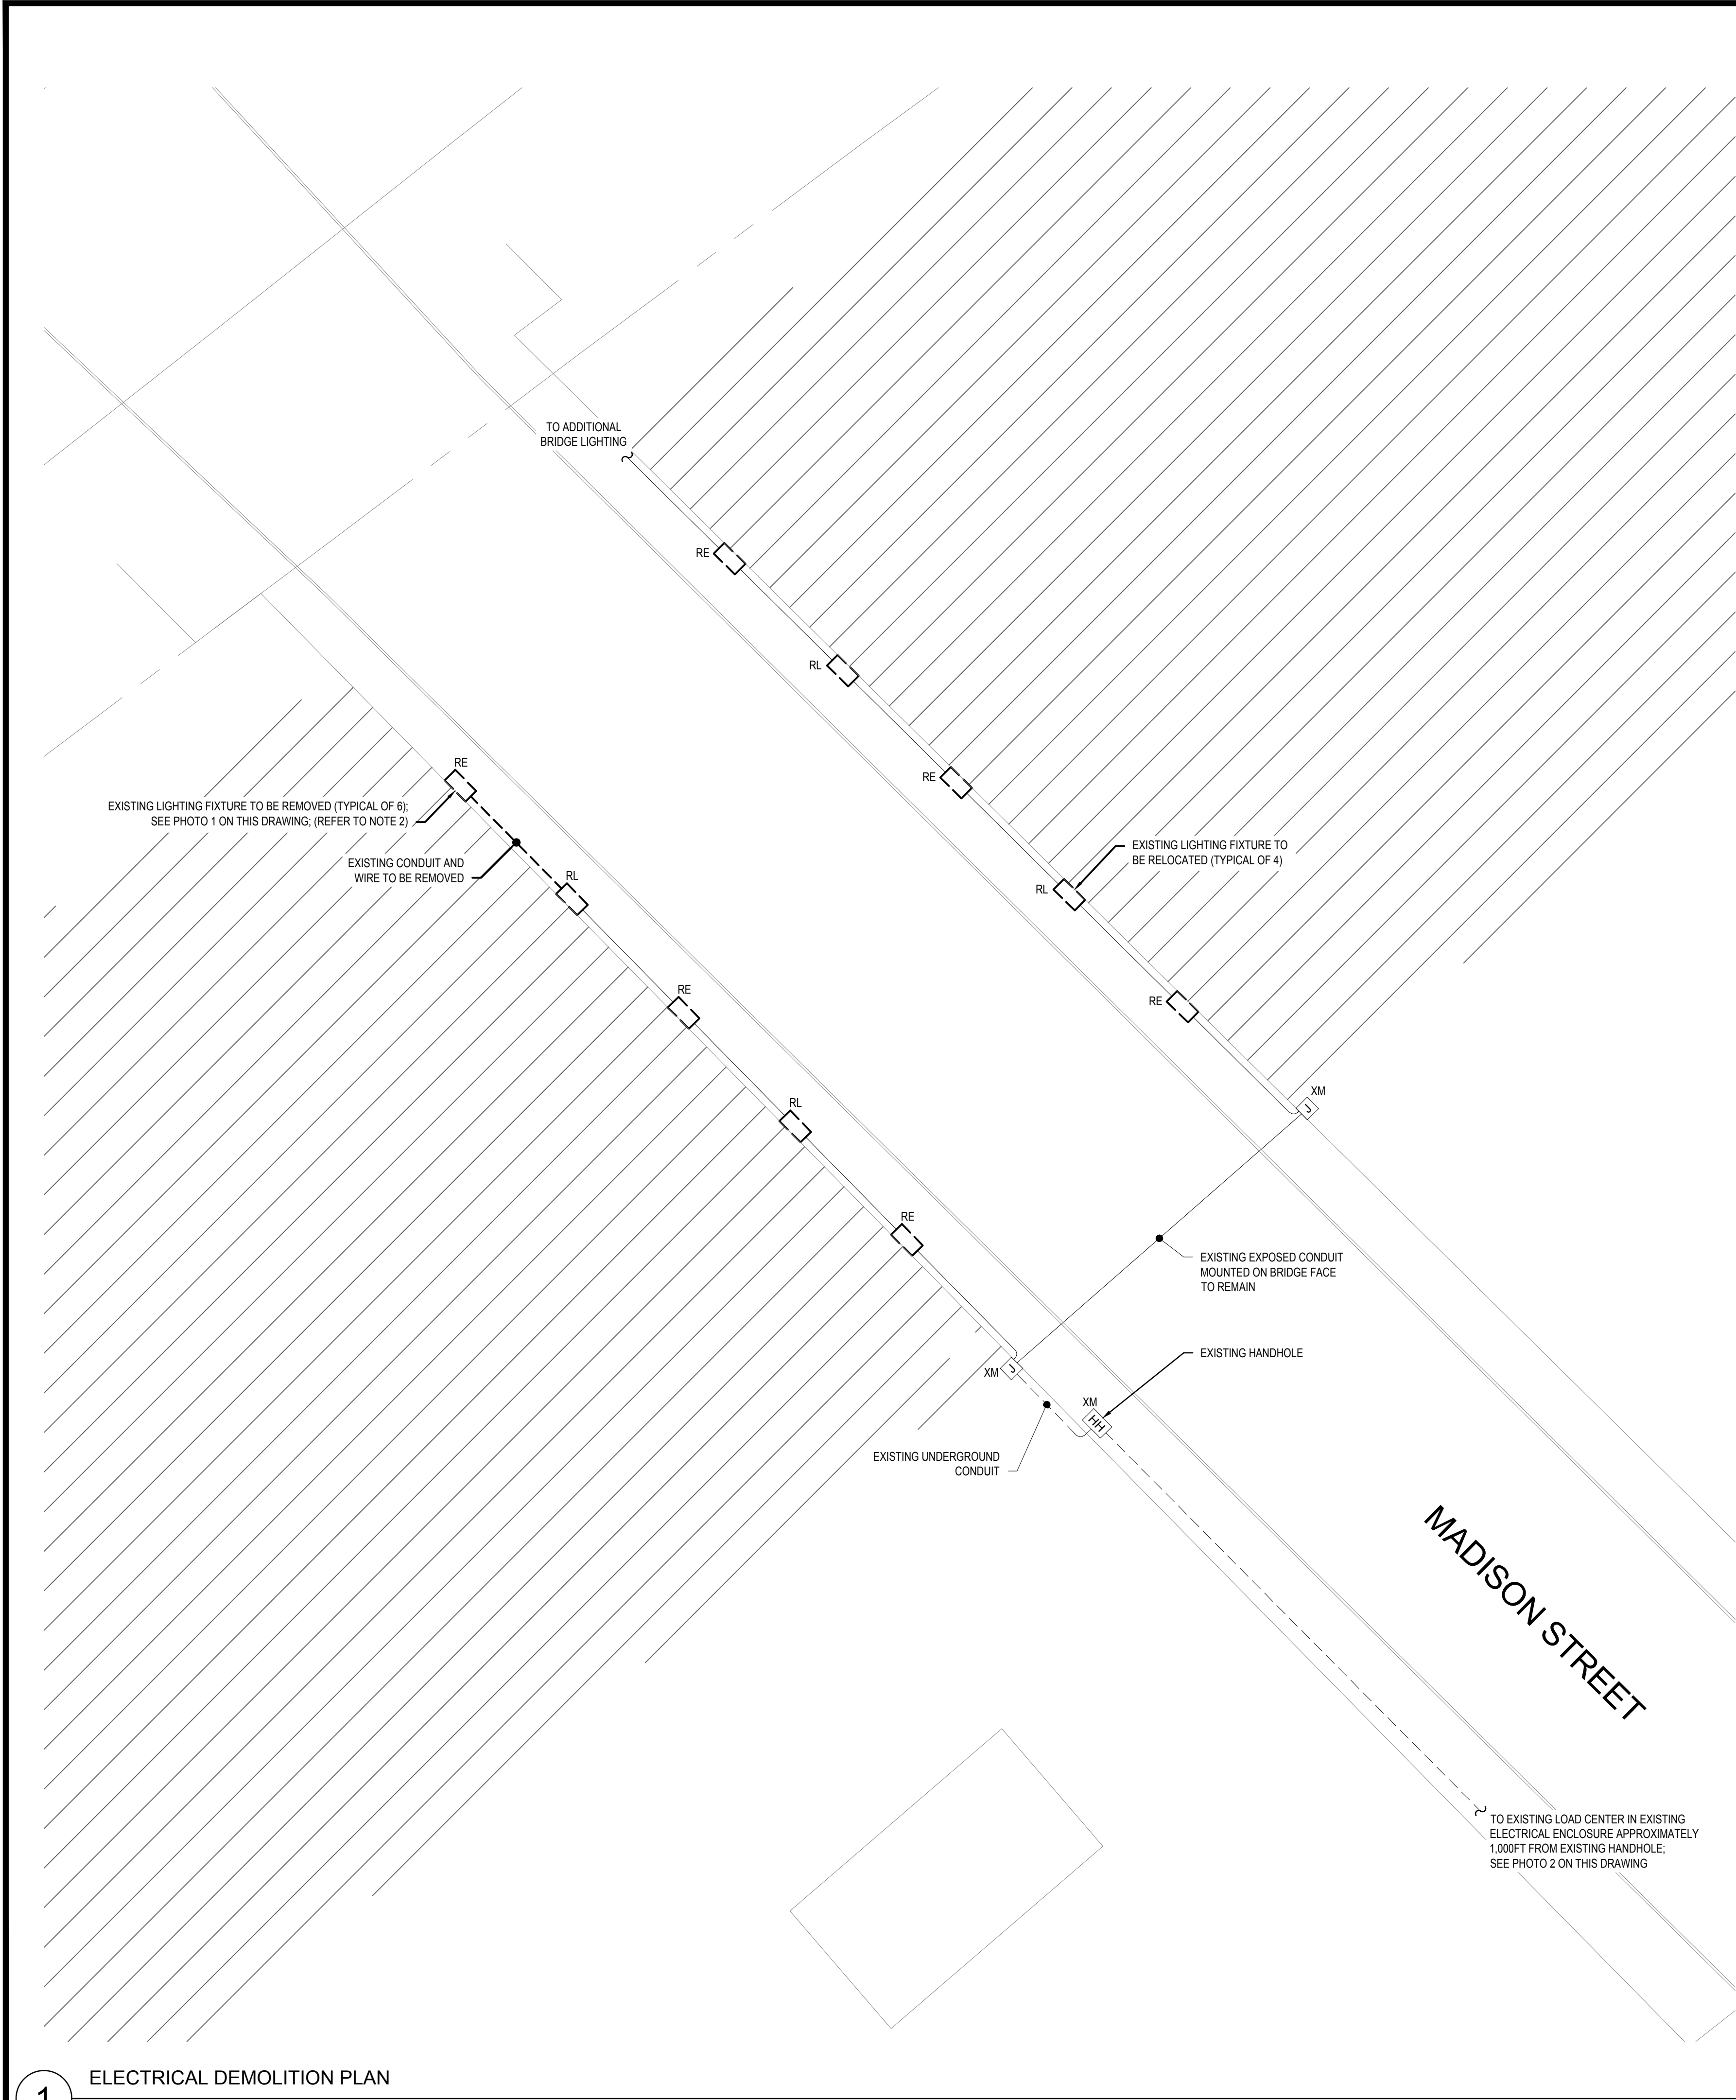 TO ADDITIONAL
BRIDGE LIGHTING
RE
RL
RE
RE
EXISTING LIGHTING FIXTURE TO BE REMOVED (TYPICAL OF 6);
SEE PHOTO 1 ON THIS DRAWING; (REFER TO NOTE 2)
EXISTING CONDUIT AND
WIRE TO BE REMOVED
RL
EXISTING LIGHTING FIXTURE TO
BE RELOCATED (TYPICAL OF 4)
RL
RE
RE
RL
XM
J
RE
EXISTING EXPOSED CONDUIT
MOUNTED ON BRIDGE FACE
TO REMAIN
EXISTING HANDHOLE
XM
J
XM
HH
EXISTING UNDERGROUND
CONDUIT
MADISON STREET
TO EXISTING LOAD CENTER IN EXISTING
ELECTRICAL ENCLOSURE APPROXIMATELY
1,000FT FROM EXISTING HANDHOLE;
SEE PHOTO 2 ON THIS DRAWING
1
ELECTRICAL DEMOLITION PLAN